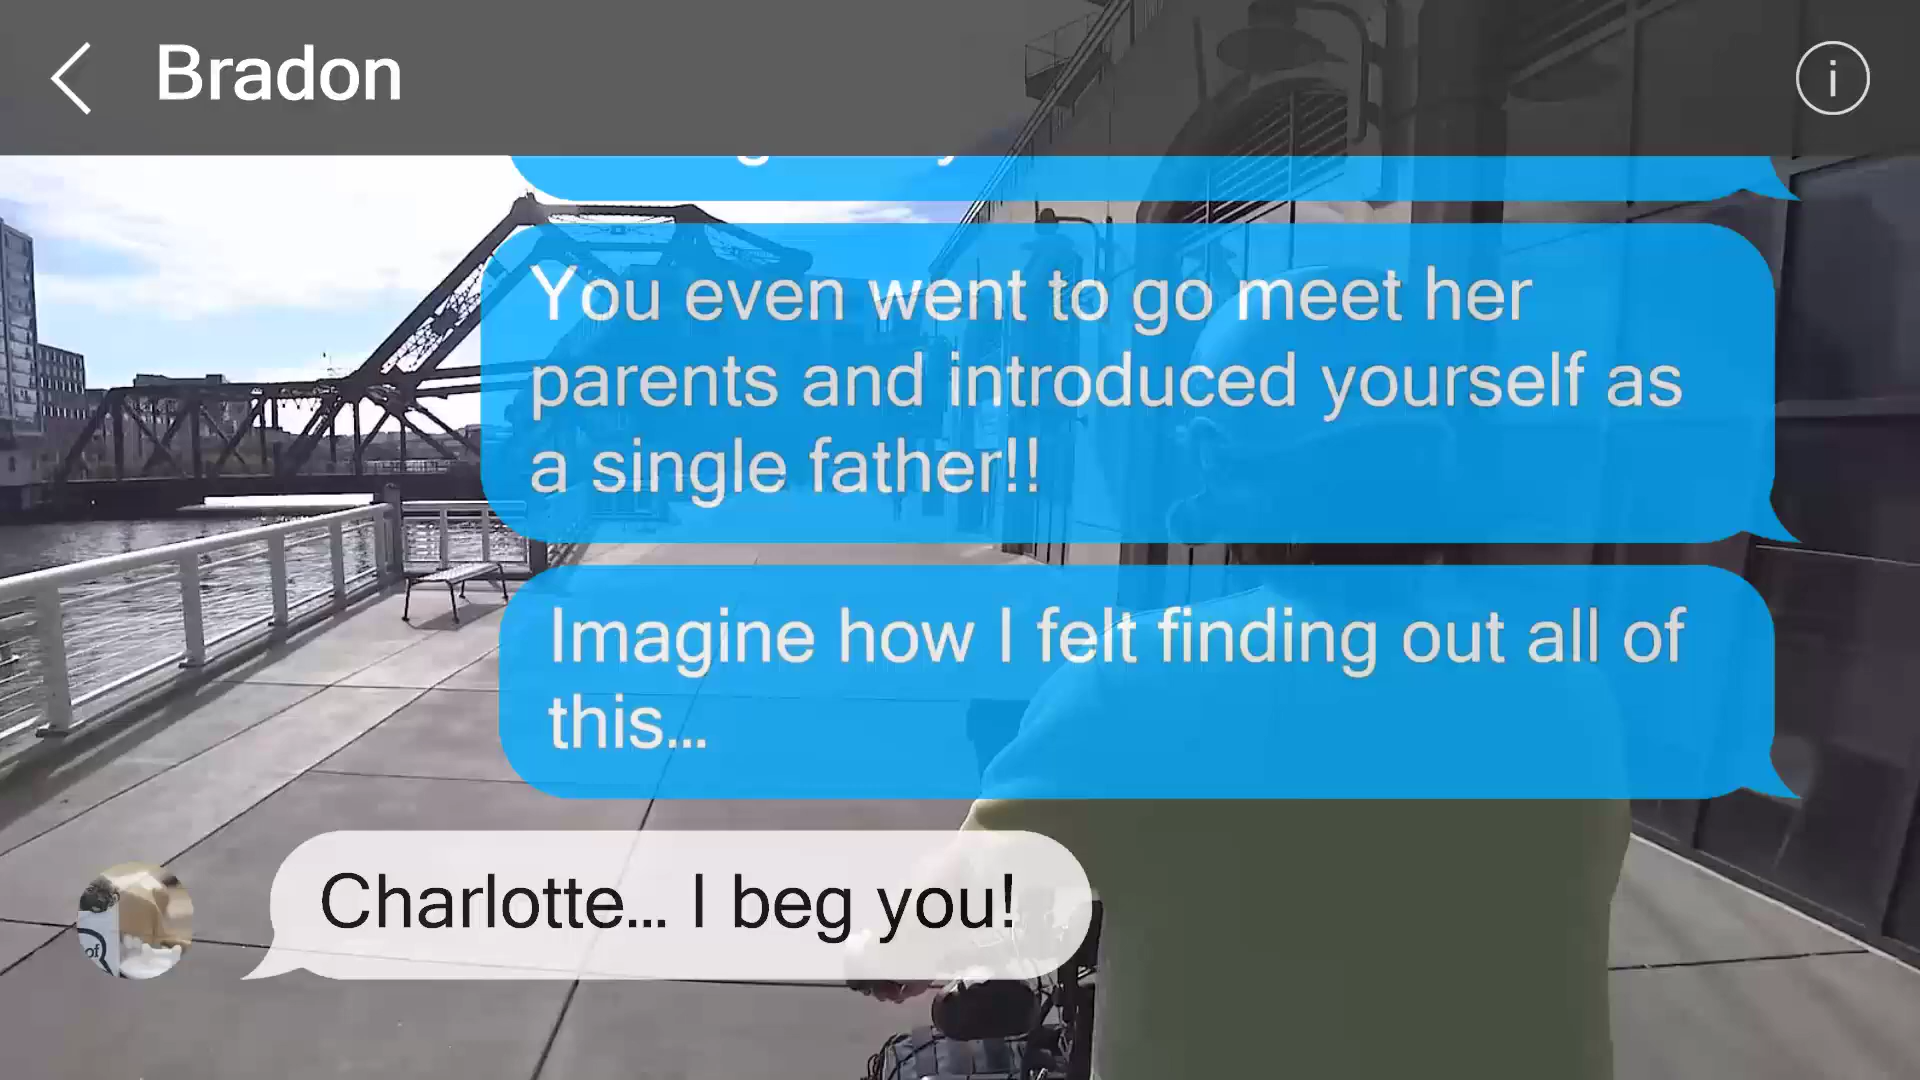 Bradon
You even went to go meet her
parents and introduced yourself as
a single father!!
Imagine how I felt finding out all of
this...
Charlotte... I beg you!
of